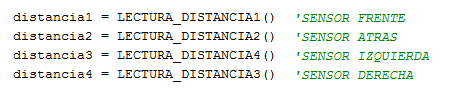 distancia1 = LECTURA_DISTANCIA1() 'SENSOR FRENTE
distancia2 = LECTURA_DISTANCIA2() 'SENSOR ATRAS
distancia3 = LECTURA_DISTANCIA4() 'SENSOR IZQUIERDA
distancia4 = LECTURA_DISTANCIA3() 'SENSOR DERECHA